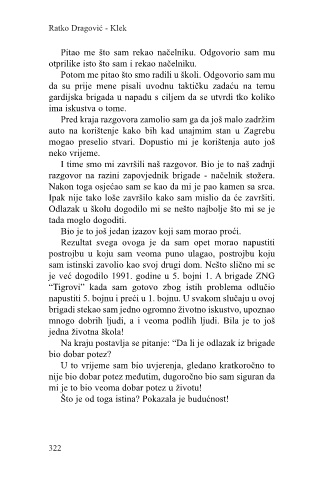 Ratko Dragović - Klek
Pitao me što sam rekao načelniku. Odgovorio sam mu
otprilike isto što sam i rekao načelniku.
Potom me pitao što smo radili u školi. Odgovorio sam mu
da su prije mene pisali uvodnu taktičku zadaću na temu
gardijska brigada u napadu s ciljem da se utvrdi tko koliko
ima iskustva o tome.
Pred kraja razgovora zamolio sam ga da još malo zadržim
auto na korištenje kako bih kad unajmim stan u Zagrebu
mogao preselio stvari. Dopustio mi je korištenja auto još
neko vrijeme.
I time smo mi završili naš razgovor. Bio je to naš zadnji
razgovor na razini zapovjednik brigade - načelnik stožera.
Nakon toga osjećao sam se kao da mi je pao kamen sa srca.
Ipak nije tako loše završilo kako sam mislio da će završiti.
Odlazak u školu dogodilo mi se nešto najbolje što mi se je
tada moglo dogoditi.
Bio je to još jedan izazov koji sam morao proći.
Rezultat svega ovoga je da sam opet morao napustiti
postrojbu u koju sam veoma puno ulagao, postrojbu koju
sam istinski zavolio kao svoj drugi dom. Nešto slično mi se
je već dogodilo 1991. godine u 5. bojni 1. A brigade ZNG
“Tigrovi” kada sam gotovo zbog istih problema odlučio
napustiti 5. bojnu i preći u 1. bojnu. U svakom slučaju u ovoj
brigadi stekao sam jedno ogromno životno iskustvo, upoznao
mnogo dobrih ljudi, a i veoma podlih ljudi. Bila je to još
jedna životna škola!
Na kraju postavlja se pitanje: “Da li je odlazak iz brigade
bio dobar potez?
U to vrijeme sam bio uvjerenja, gledano kratkoročno to
nije bio dobar potez međutim, dugoročno bio sam siguran da
mi je to bio veoma dobar potez u životu!
Što je od toga istina? Pokazala je budućnost!
322